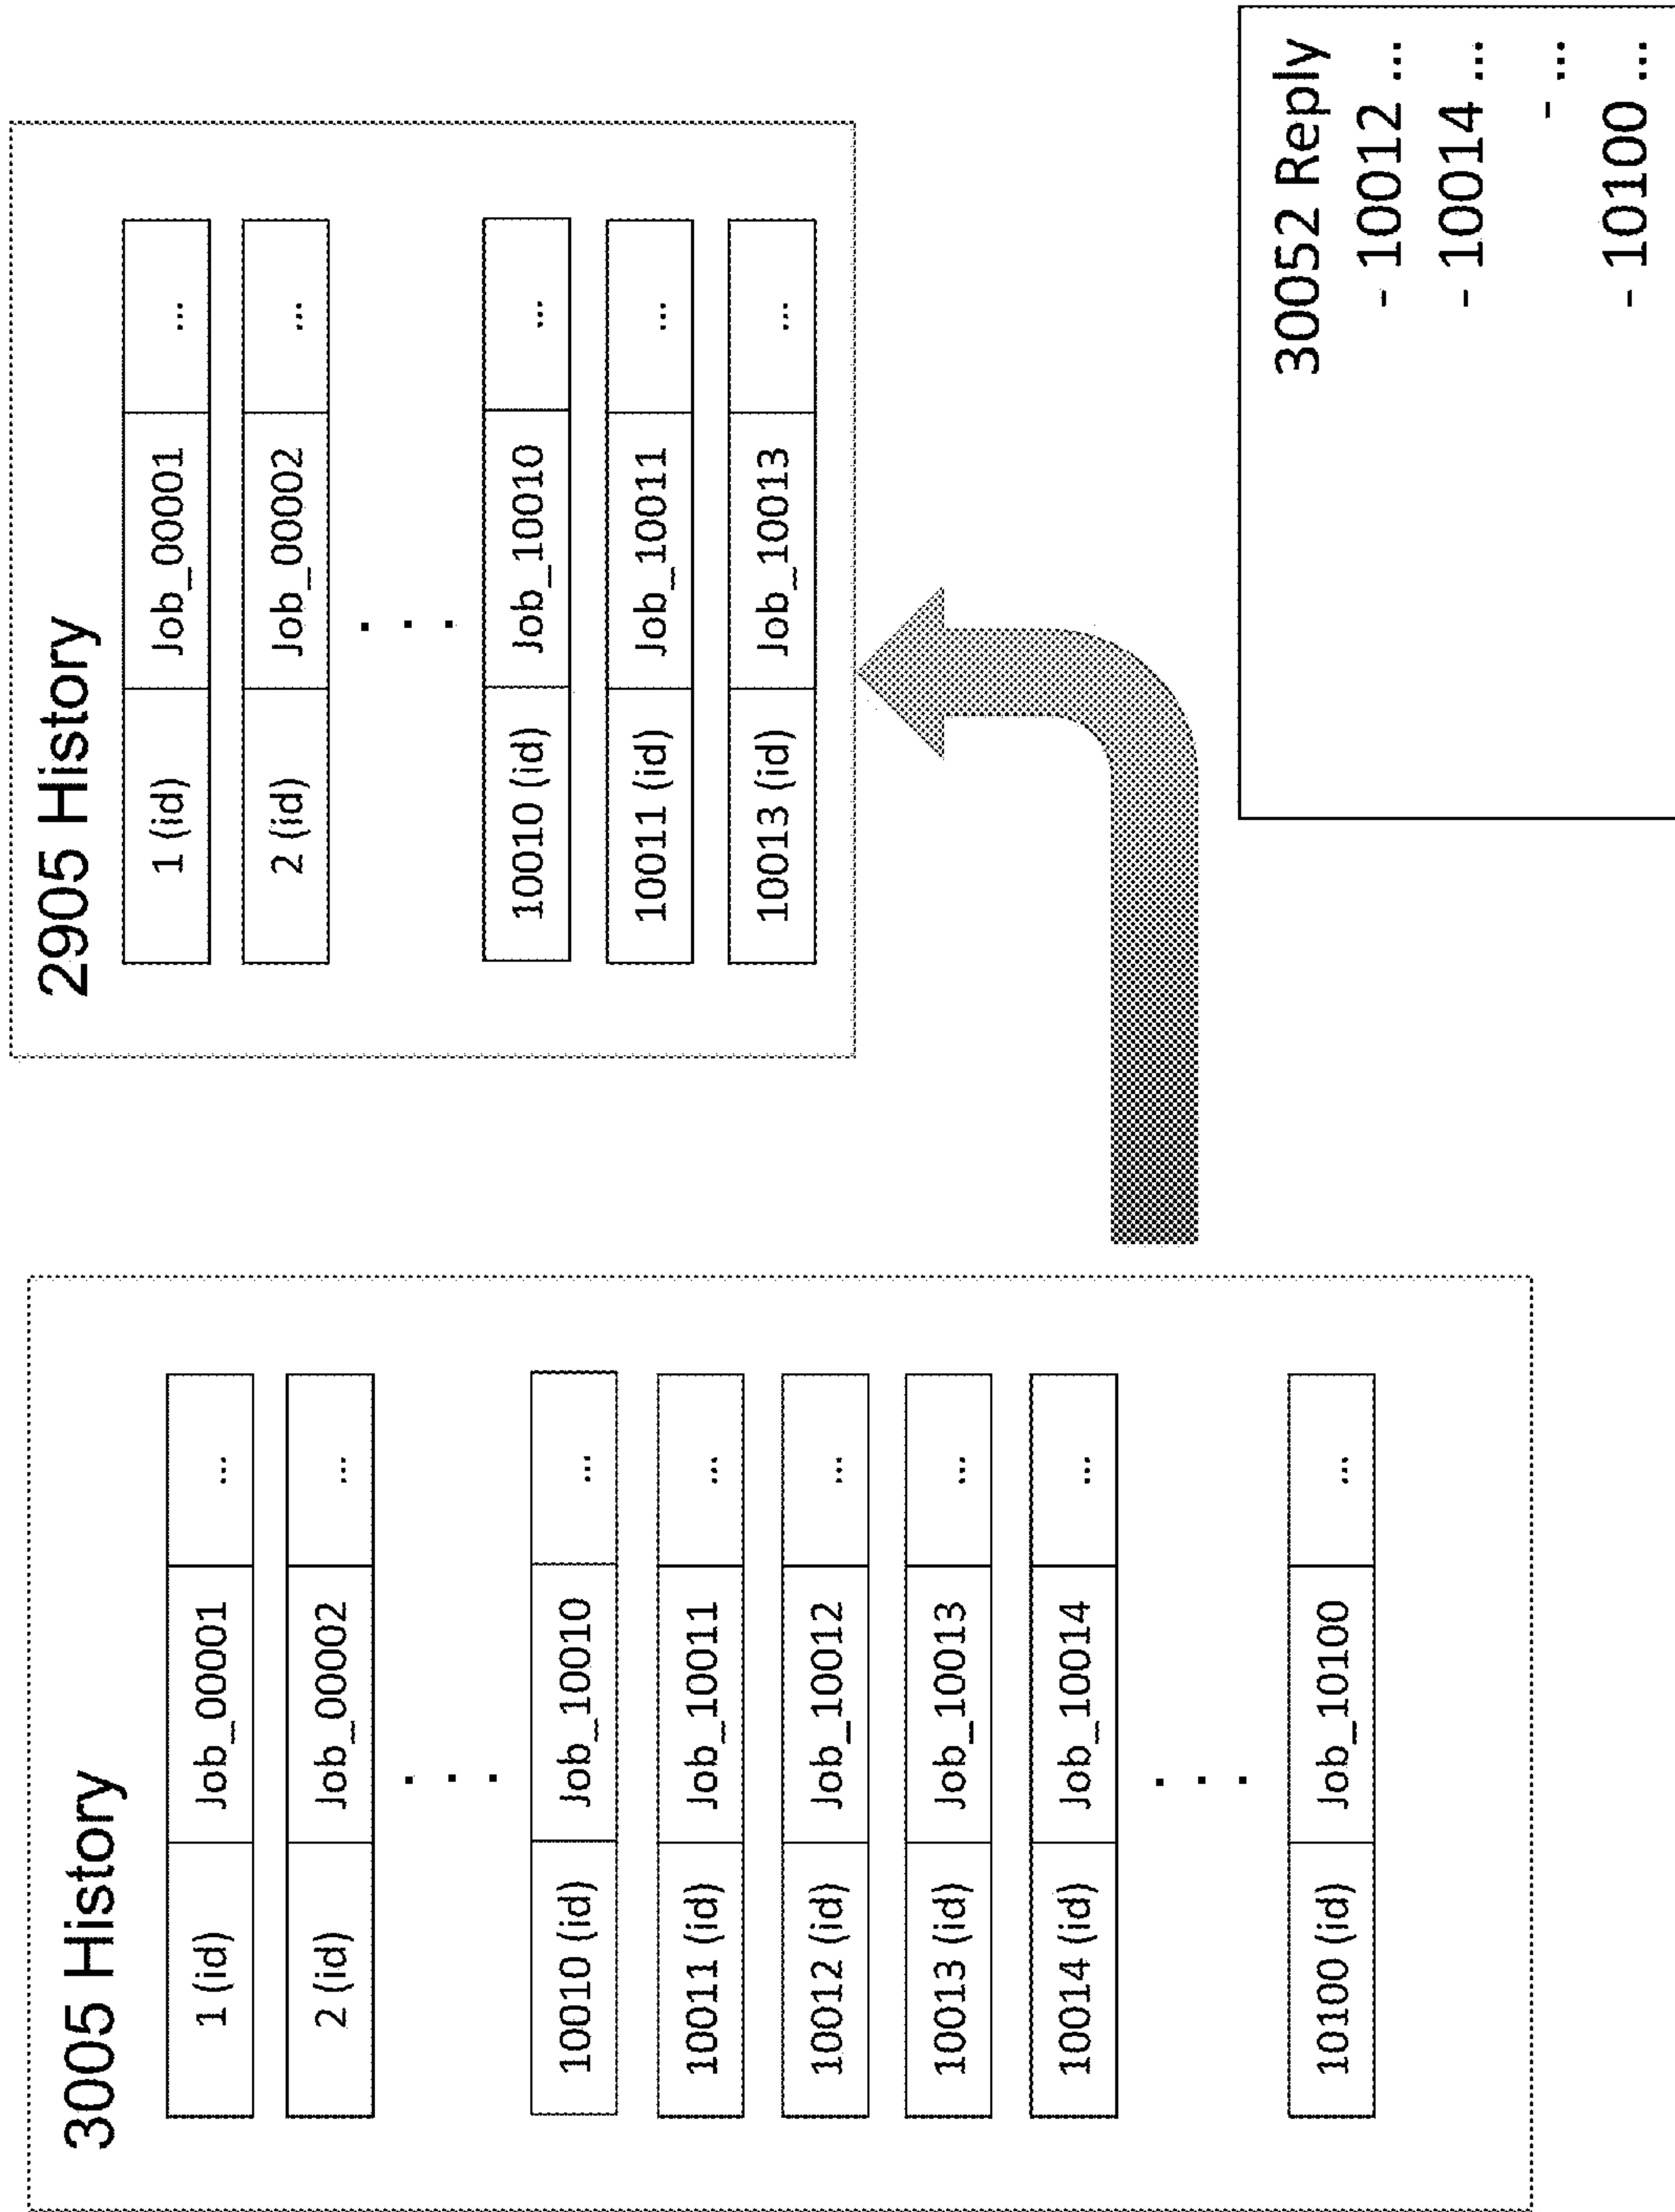 3005 History
1 (id) Job_00001 ...
2 (id) Job_00002 ...
. . .
10010 (id) Job_10010 ...
10011 (id) Job_10011 ...
10012 (id) Job_10012 ...
10013 (id) Job_10013 ...
10014 (id) Job_10014 ...
. . .
10100 (id) Job_10100 ...
2905 History
1 (id) Job_00001 ...
2 (id) Job_00002 ...
. . .
10010 (id) Job_10010 ...
10011 (id) Job_10011 ...
10013 (id) Job_10013 ...
30052 Reply
- 10012 ...
- 10014 ...
- ...
- 10100 ...